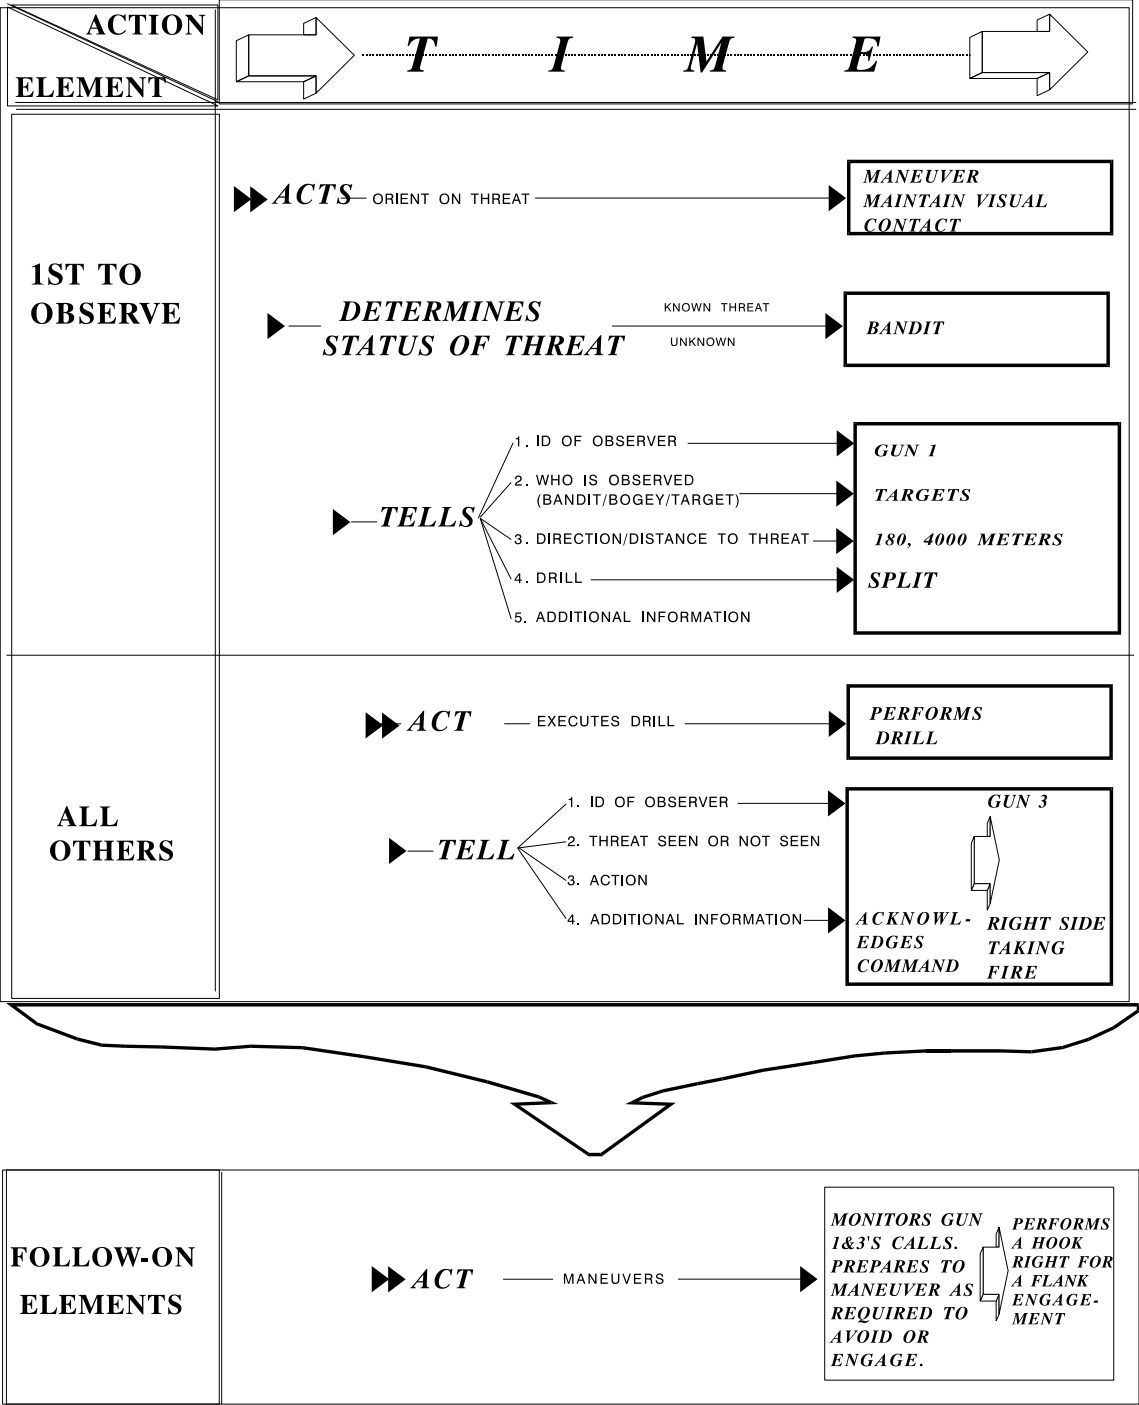 ACTION
ELEMENT
T I M E
1ST TO
OBSERVE
ACTS
ORIENT ON THREAT
MANEUVER
MAINTAIN VISUAL
CONTACT
DETERMINES
STATUS OF THREAT
KNOWN THREAT
UNKNOWN
BANDIT
TELLS
1. ID OF OBSERVER
2. WHO IS OBSERVED
(BANDIT/BOGEY/TARGET)
3. DIRECTION/DISTANCE TO THREAT
4. DRILL
5. ADDITIONAL INFORMATION
GUN 1
TARGETS
180, 4000 METERS
SPLIT
ALL
OTHERS
ACT
EXECUTES DRILL
PERFORMS
DRILL
TELL
1. ID OF OBSERVER
2. THREAT SEEN OR NOT SEEN
3. ACTION
4. ADDITIONAL INFORMATION
GUN 3
ACKNOWL-
EDGES
COMMAND
RIGHT SIDE
TAKING
FIRE
FOLLOW-ON
ELEMENTS
ACT
MANEUVERS
MONITORS GUN
1&3'S CALLS.
PREPARES TO
MANEUVER AS
REQUIRED TO
AVOID OR
ENGAGE.
PERFORMS
A HOOK
RIGHT FOR
A FLANK
ENGAGE-
MENT